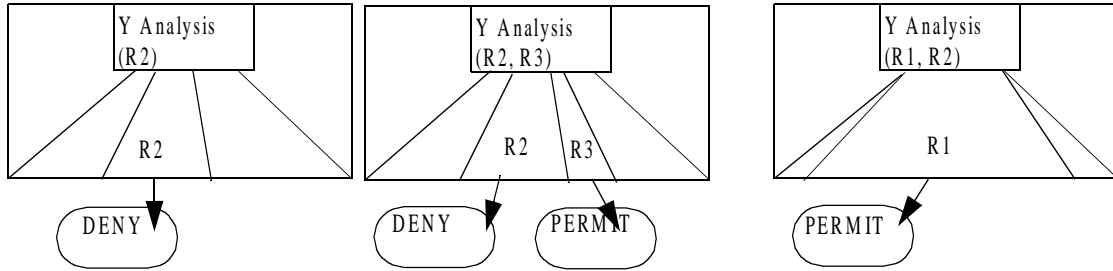 Y Analysis
(R2)
R2
DENY
Y Analysis
(R2, R3)
R2
R3
DENY
PERMIT
Y Analysis
(R1, R2)
R1
PERMIT